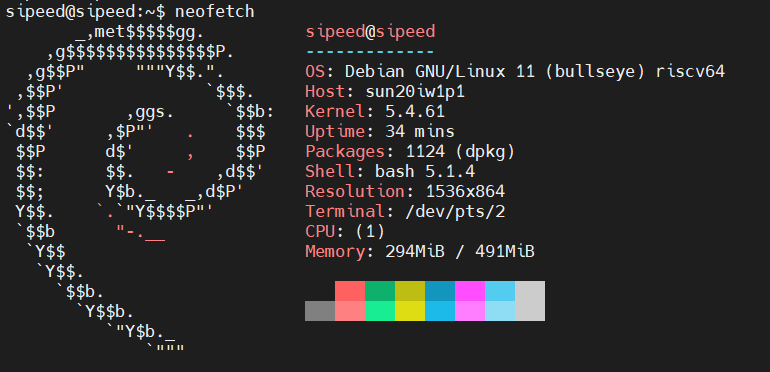 sipeed@sipeed:~$ neofetch
       _,met$$$$$gg.          sipeed@sipeed
    ,g$$$$$$$$$$$$$$$P.       -------------
  ,g$$P"     """Y$$.".        OS: Debian GNU/Linux 11 (bullseye) riscv64
 ,$$P'              `$$$.     Host: sun20iw1p1
',$$P       ,ggs.     `$$b:   Kernel: 5.4.61
`d$$'     ,$P"'   .    $$$    Uptime: 34 mins
 $$P      d$'     ,    $$P    Packages: 1124 (dpkg)
 $$:      $$.   -    ,d$$'    Shell: bash 5.1.4
 $$;      Y$b._   _,d$P'      Resolution: 1536x864
 Y$$.    `.`"Y$$$$P"'         Terminal: /dev/pts/2
 `$$b      "-.__              CPU: (1)
  `Y$$                        Memory: 294MiB / 491MiB
   `Y$$.
     `$$b.
       `Y$$b.
          `"Y$b._
              `"""